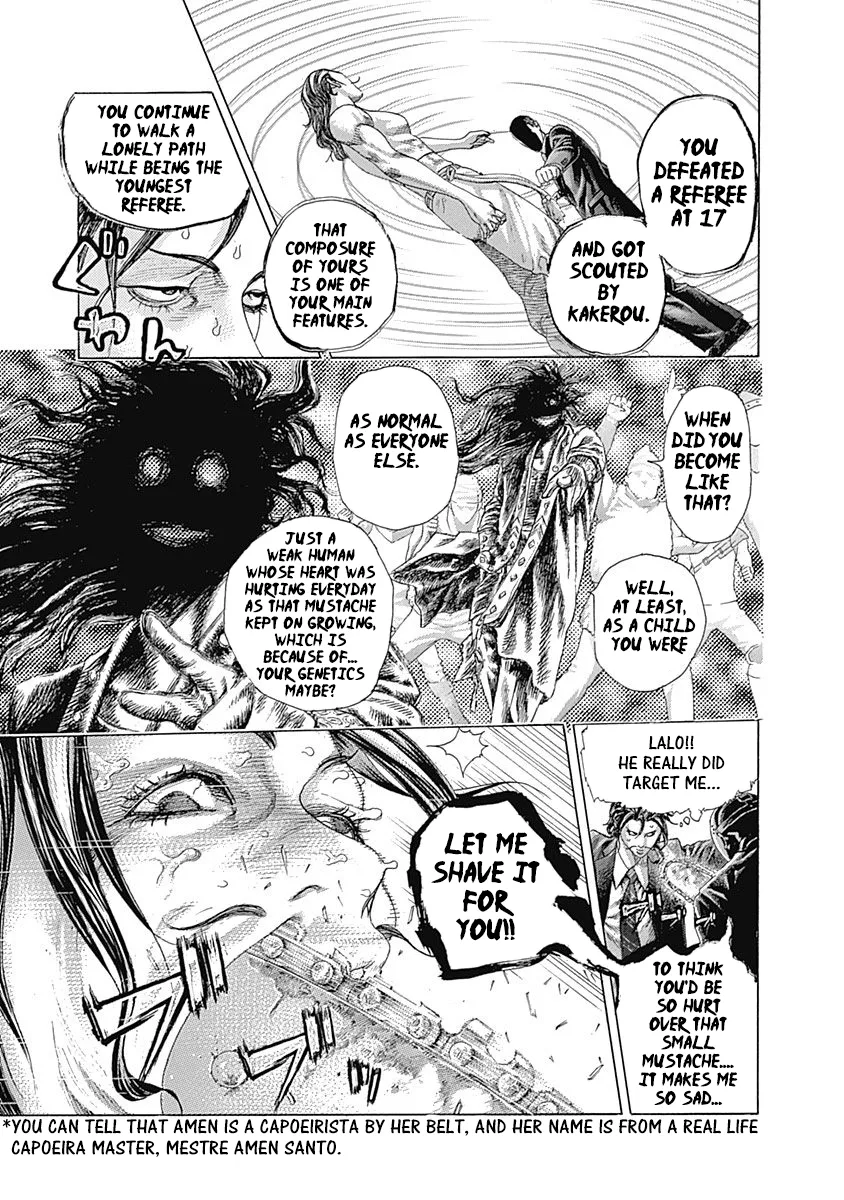 YOU
DEFEATED
A REFEREE
AT 17
AND GOT
SCOUTED
BY
KAKEROU.
THAT
COMPOSURE
OF YOURS
IS ONE OF
YOUR MAIN
FEATURES.
YOU CONTINUE
TO WALK A
LONELY PATH
WHILE BEING THE
YOUNGEST
REFEREE.
ぐにゃん
WHEN
DID YOU
BECOME
LIKE
THAT?
WELL,
AT LEAST,
AS A CHILD
YOU WERE
AS NORMAL
AS EVERYONE
ELSE.
JUST A
WEAK HUMAN
WHOSE HEART WAS
HURTING EVERYDAY
AS THAT MUSTACHE
KEPT ON GROWING,
WHICH IS
BECAUSE OF...
YOUR GENETICS
MAYBE?
LALO!!
HE REALLY DID
TARGET ME...
TO THINK
YOU'D BE
SO HURT
OVER THAT
SMALL
MUSTACHE....
IT MAKES ME
SO SAD...
LET ME
SHAVE IT
FOR
YOU!!
*YOU CAN TELL THAT AMEN IS A CAPOEIRISTA BY HER BELT, AND HER NAME IS FROM A REAL LIFE
CAPOEIRA MASTER, MESTRE AMEN SANTO.